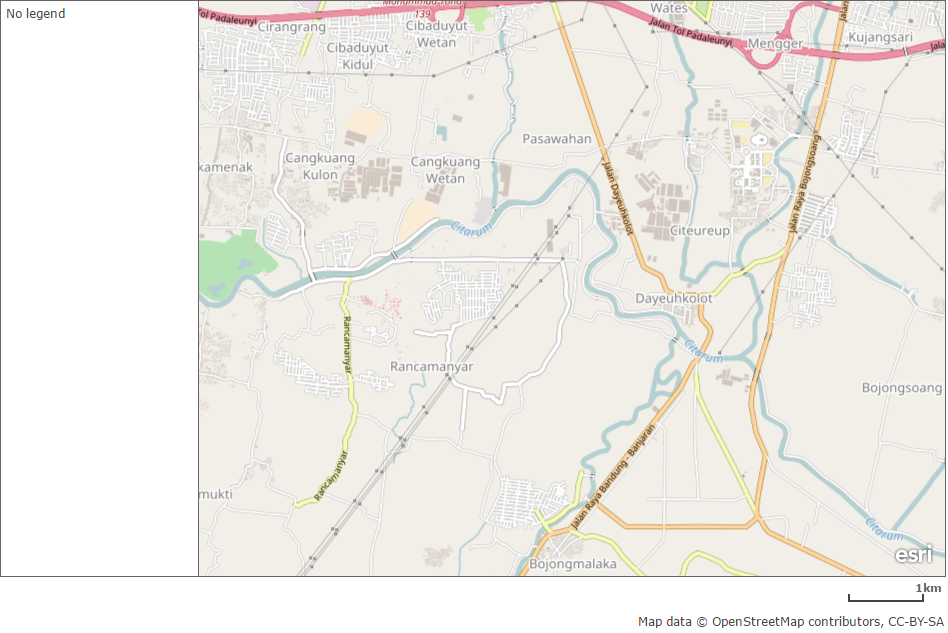 No legend
Jalan Tol Padaleunyi
139
Cirangrang
Cibaduyut
Wetan
Cibaduyut
Kidul
Wates
Jalan Tol Padaleunyi
Mengger
Kujangsari
Pasawahan
kamenak
Cangkuang
Kulon
Cangkuang
Wetan
Jalan Dayeuhkolot
Jalan Raya Bojongsoang
Citarum
Citeureup
Dayeuhkolot
Rancamanyar
Citarum
Rancamanyar
Bojongsoang
Rancamanyar
Jalan Raya Bandung - Banjaran
mukti
Citarum
Bojongmalaka
esri
1km
Map data © OpenStreetMap contributors, CC-BY-SA